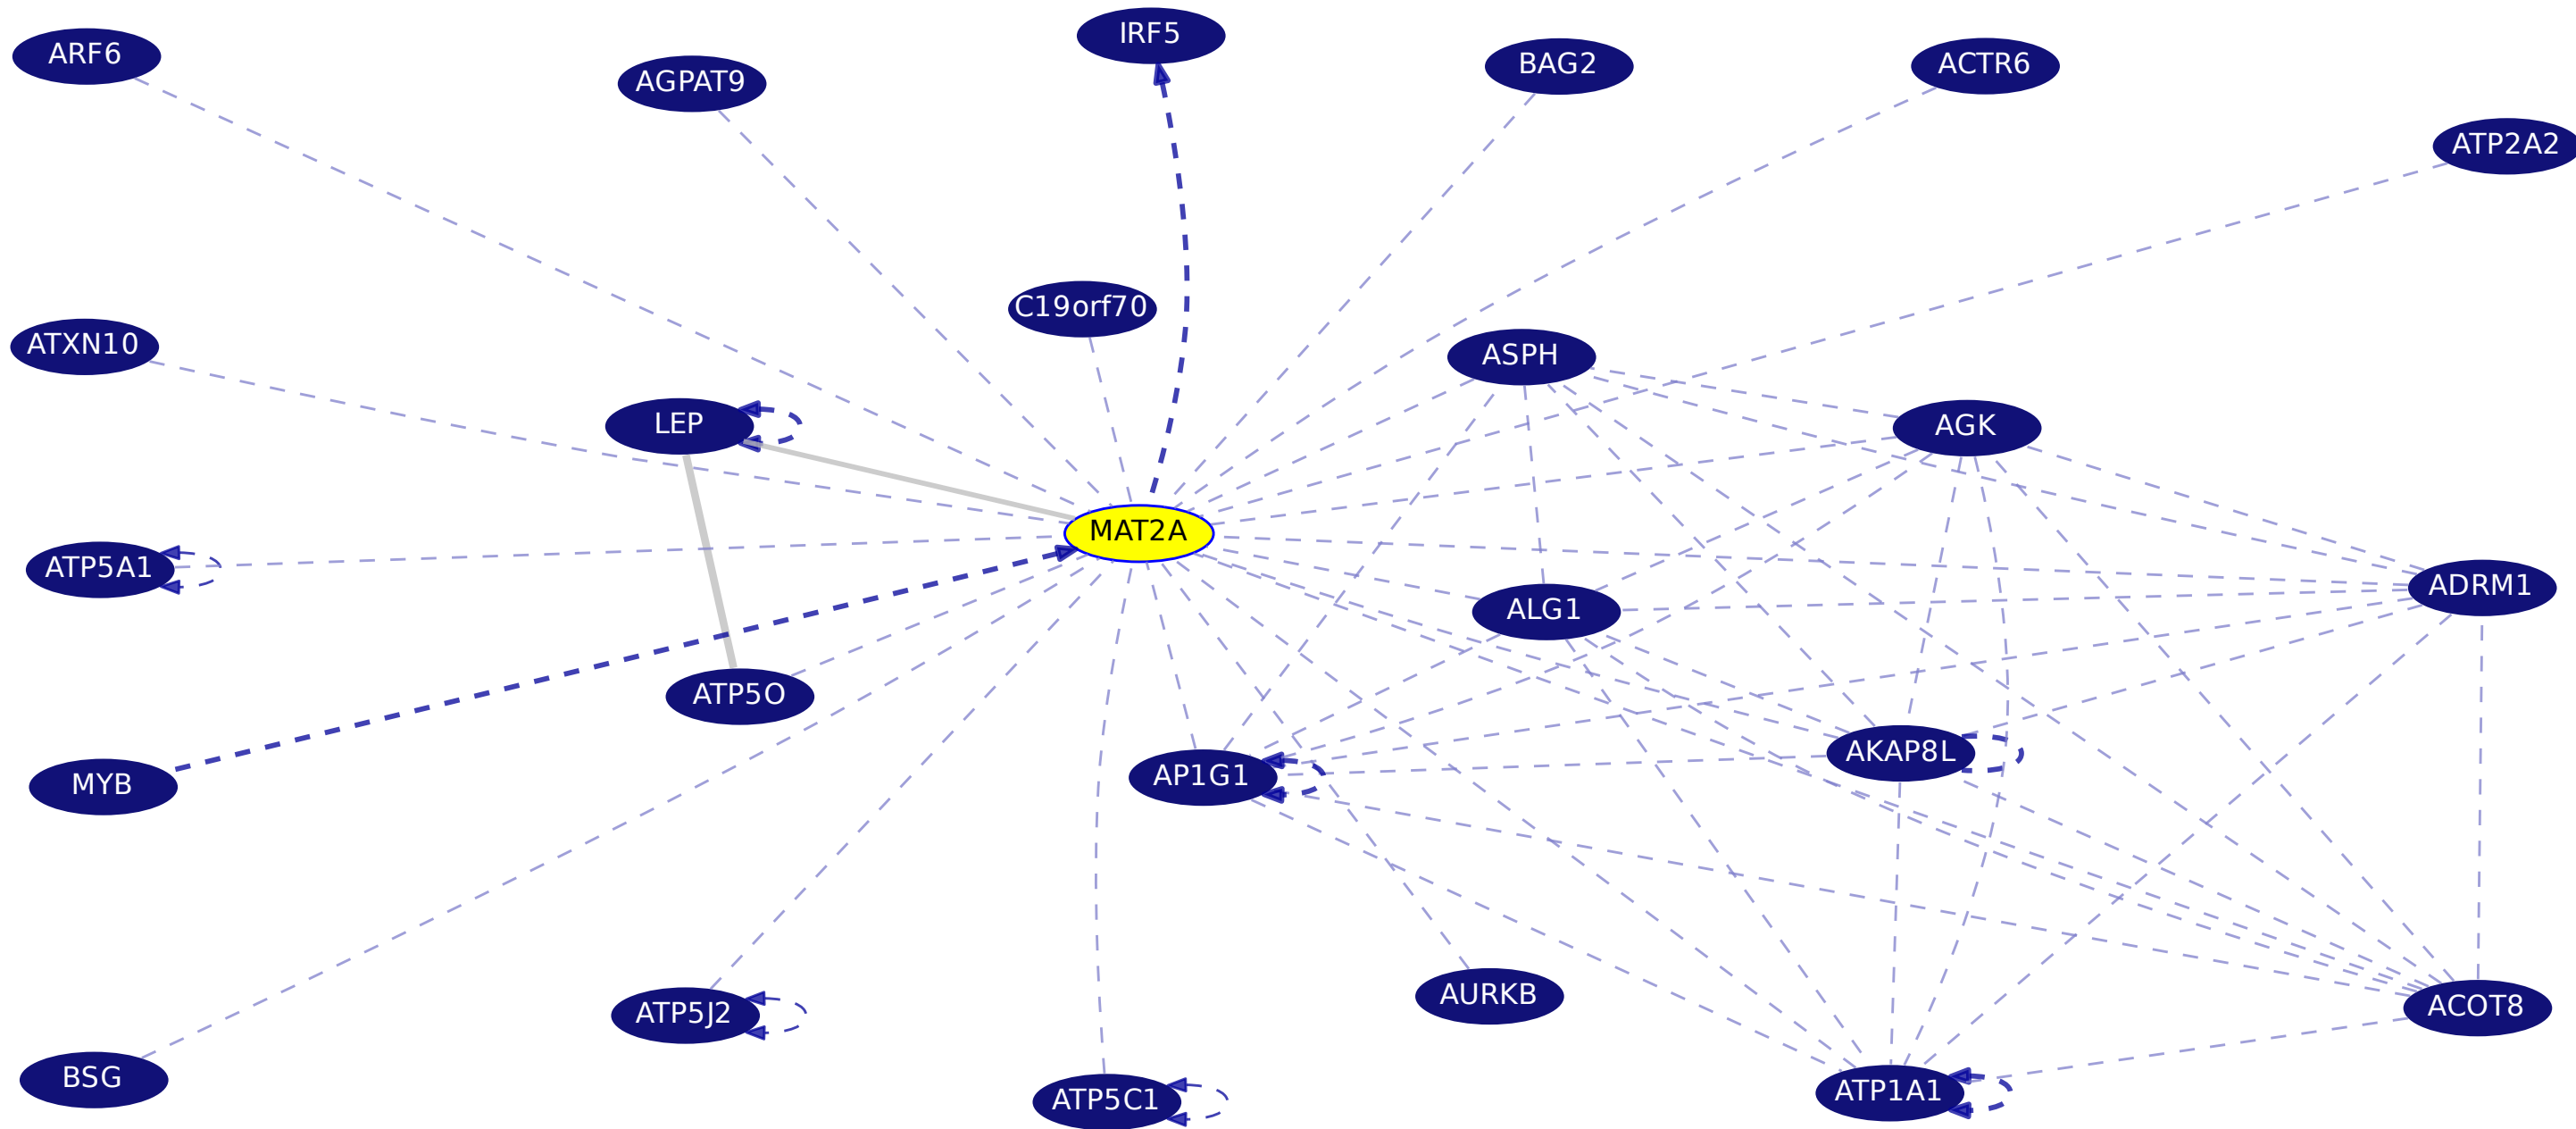 IRF5
ARF6
BAG2
ACTR6
AGPAT9
ATP2A2
C19orf70
ATXN10
ASPH
LEP
AGK
MAT2A
ATP5A1
ADRM1
ALG1
ATP5O
AKAP8L
AP1G1
MYB
AURKB
ACOT8
ATP5J2
BSG
ATP1A1
ATP5C1